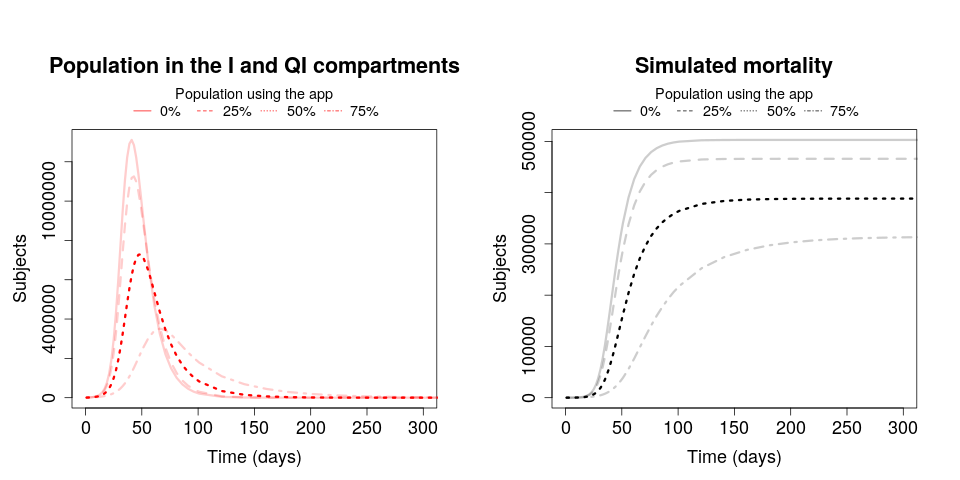 Population in the I and QI compartments
Population using the app
0% 25% 50% 75%
Subjects
0 4000000 10000000
0 50 100 150 200 250 300
Time (days)
Simulated mortality
Population using the app
0% 25% 50% 75%
Subjects
0 100000 300000 500000
0 50 100 150 200 250 300
Time (days)